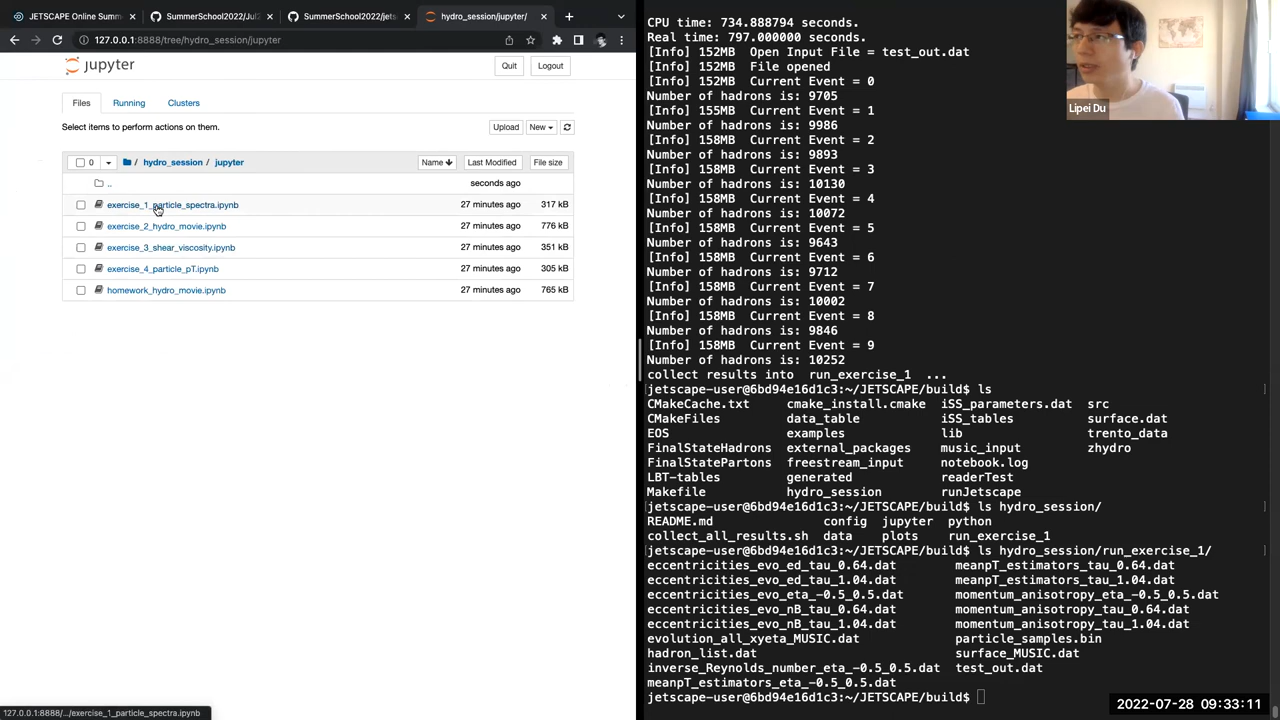 JETSCAPE Online Summe
SummerSchool2022/Jul2
SummerSchool2022/jets
hydro_session/jupyter/
127.0.0.1:8888/tree/hydro_session/jupyter
jupyter
Quit
Logout
Files
Running
Clusters
Select items to perform actions on them.
Upload
New
0
/ hydro_session / jupyter
Name
Last Modified
File size
..
seconds ago
exercise_1_particle_spectra.ipynb
27 minutes ago
317 kB
exercise_2_hydro_movie.ipynb
27 minutes ago
776 kB
exercise_3_shear_viscosity.ipynb
27 minutes ago
351 kB
exercise_4_particle_pT.ipynb
27 minutes ago
305 kB
homework_hydro_movie.ipynb
27 minutes ago
765 kB
127.0.0.1:8888/.../exercise_1_particle_spectra.ipynb
CPU time: 734.888794 seconds.
Real time: 797.000000 seconds.
[Info] 152MB  Open Input File = test_out.dat
[Info] 152MB  File opened
[Info] 152MB  Current Event = 0
Number of hadrons is: 9705
[Info] 155MB  Current Event = 1
Number of hadrons is: 9986
[Info] 158MB  Current Event = 2
Number of hadrons is: 9893
[Info] 158MB  Current Event = 3
Number of hadrons is: 10130
[Info] 158MB  Current Event = 4
Number of hadrons is: 10072
[Info] 158MB  Current Event = 5
Number of hadrons is: 9643
[Info] 158MB  Current Event = 6
Number of hadrons is: 9712
[Info] 158MB  Current Event = 7
Number of hadrons is: 10002
[Info] 158MB  Current Event = 8
Number of hadrons is: 9846
[Info] 158MB  Current Event = 9
Number of hadrons is: 10252
collect results into  run_exercise_1  ...
jetscape-user@6bd94e16d1c3:~/JETSCAPE/build$ ls
CMakeCache.txt  cmake_install.cmake  iSS_parameters.dat  src
CMakeFiles  data_table  iSS_tables  surface.dat
EOS  examples  lib  trento_data
FinalStateHadrons  external_packages  music_input  zhydro
FinalStatePartons  freestream_input  notebook.log
LBT-tables  generated  readerTest
Makefile  hydro_session  runJetscape
jetscape-user@6bd94e16d1c3:~/JETSCAPE/build$ ls hydro_session/
README.md  config  jupyter  python
collect_all_results.sh  data  plots  run_exercise_1
jetscape-user@6bd94e16d1c3:~/JETSCAPE/build$ ls hydro_session/run_exercise_1/
eccentricities_evo_ed_tau_0.64.dat  meanpT_estimators_tau_0.64.dat
eccentricities_evo_ed_tau_1.04.dat  meanpT_estimators_tau_1.04.dat
eccentricities_evo_eta_-0.5_0.5.dat  momentum_anisotropy_eta_-0.5_0.5.dat
eccentricities_evo_nB_tau_0.64.dat  momentum_anisotropy_tau_0.64.dat
eccentricities_evo_nB_tau_1.04.dat  momentum_anisotropy_tau_1.04.dat
evolution_all_xyeta_MUSIC.dat  particle_samples.bin
hadron_list.dat  surface_MUSIC.dat
inverse_Reynolds_number_eta_-0.5_0.5.dat  test_out.dat
meanpT_estimators_eta_-0.5_0.5.dat
jetscape-user@6bd94e16d1c3:~/JETSCAPE/build$
Lipei Du
2022-07-28 09:33:11